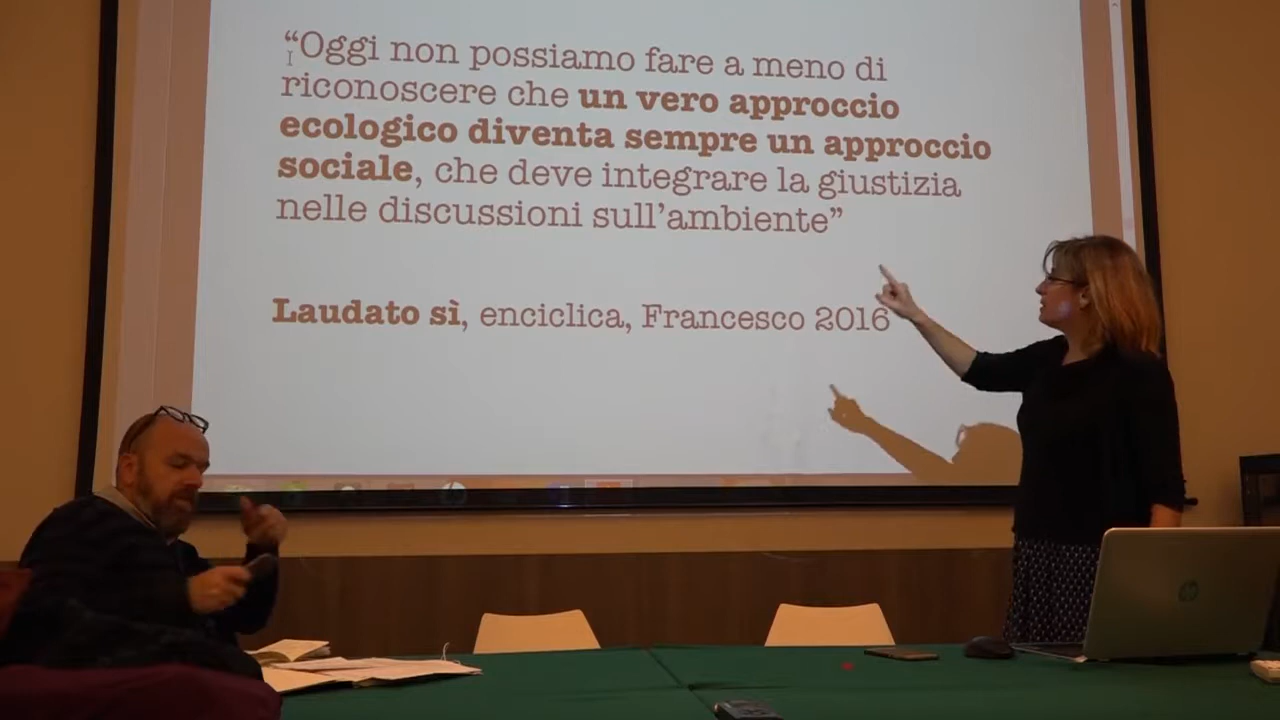 “Oggi non possiamo fare a meno di
riconoscere che un vero approccio
ecologico diventa sempre un approccio
sociale, che deve integrare la giustizia
nelle discussioni sull’ambiente”
Laudato sì, enciclica, Francesco 2016
hp